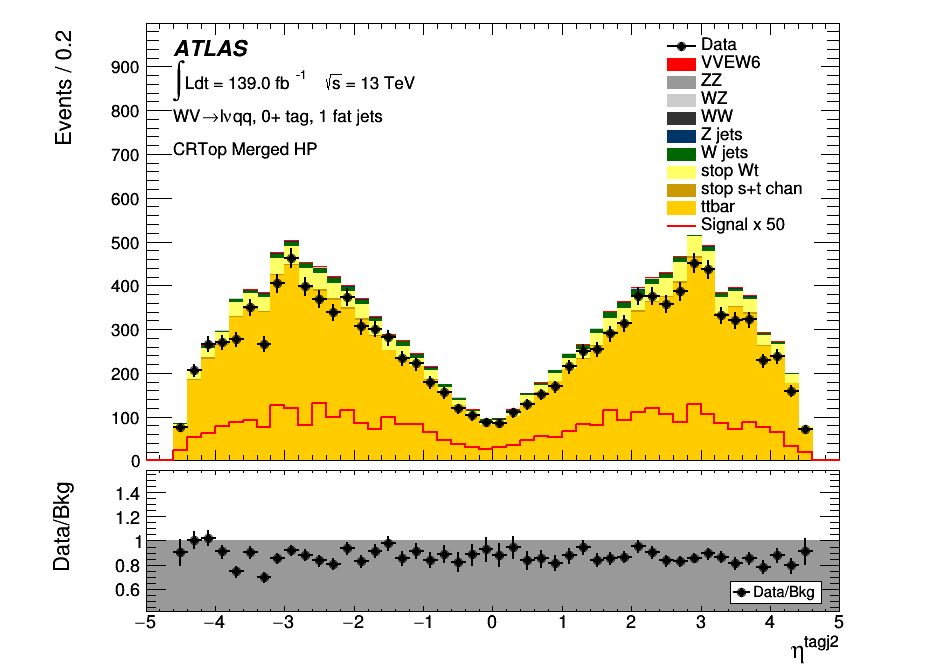 Events / 0.2
900
800
700
600
500
400
300
200
100
0
ATLAS
∫Ldt = 139.0 fb⁻¹ √s = 13 TeV
WV→lνqq, 0+ tag, 1 fat jets
CRTop Merged HP
Data
VVEW6
ZZ
WZ
WW
Z jets
W jets
stop Wt
stop s+t chan
ttbar
Signal x 50
Data/Bkg
1.4
1.2
1
0.8
0.6
Data/Bkg
−5 −4 −3 −2 −1 0 1 2 3 4 5
η^tagj2